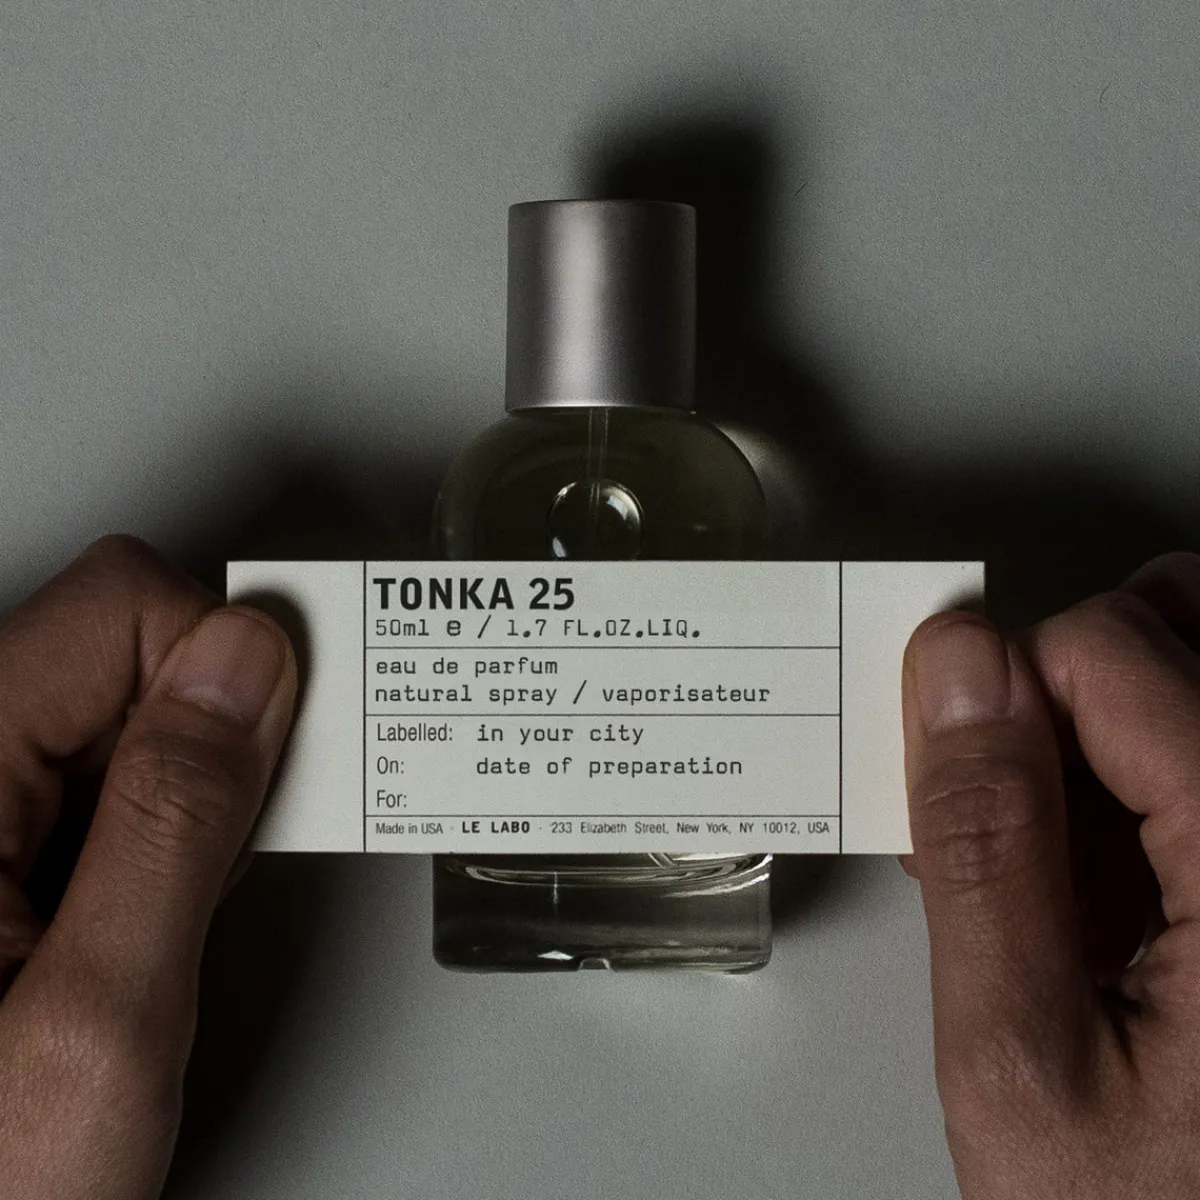 TONKA 25
50ml e / 1.7 FL.OZ.LIQ.
eau de parfum
natural spray / vaporisateur
Labelled: in your city
On: date of preparation
For:
Made in USA - LE LABO - 233 Elizabeth Street, New York, NY 10012, USA